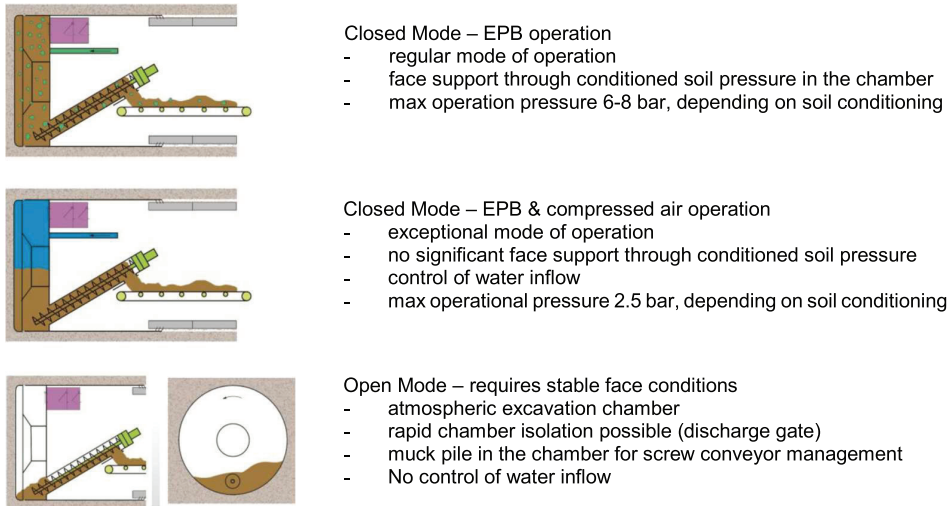 Closed Mode – EPB operation
- regular mode of operation
- face support through conditioned soil pressure in the chamber
- max operation pressure 6-8 bar, depending on soil conditioning
Closed Mode – EPB & compressed air operation
- exceptional mode of operation
- no significant face support through conditioned soil pressure
- control of water inflow
- max operational pressure 2.5 bar, depending on soil conditioning
Open Mode – requires stable face conditions
- atmospheric excavation chamber
- rapid chamber isolation possible (discharge gate)
- muck pile in the chamber for screw conveyor management
- No control of water inflow